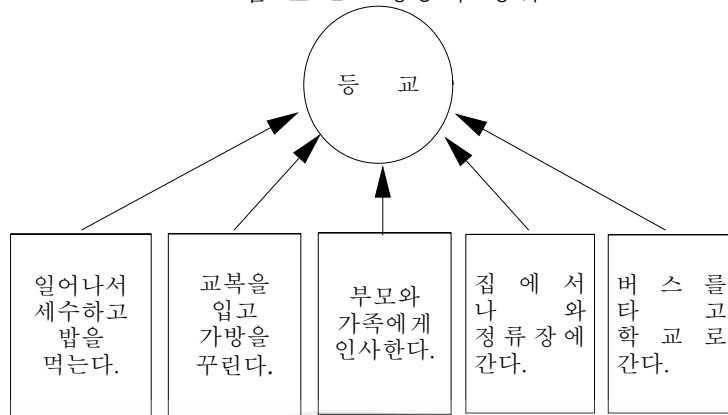 등 교
일어나서
세수하고
밥을
먹는다.
교복을
입고
가방을
꾸린다.
부모와
가족에게
인사한다.
집 에 서
나 와
정류장에
간다.
버 스 를
타 고
학 교 로
간다.